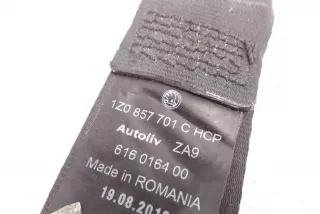 1Z0 857 701 C HCP
Autoliv ZA9
616 0164 00
Made in ROMANIA